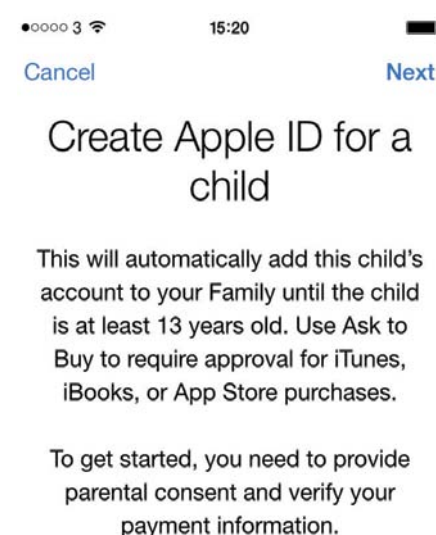 3 15:20
Cancel Next
Create Apple ID for a
child
This will automatically add this child's
account to your Family until the child
is at least 13 years old. Use Ask to
Buy to require approval for iTunes,
iBooks, or App Store purchases.
To get started, you need to provide
parental consent and verify your
payment information.